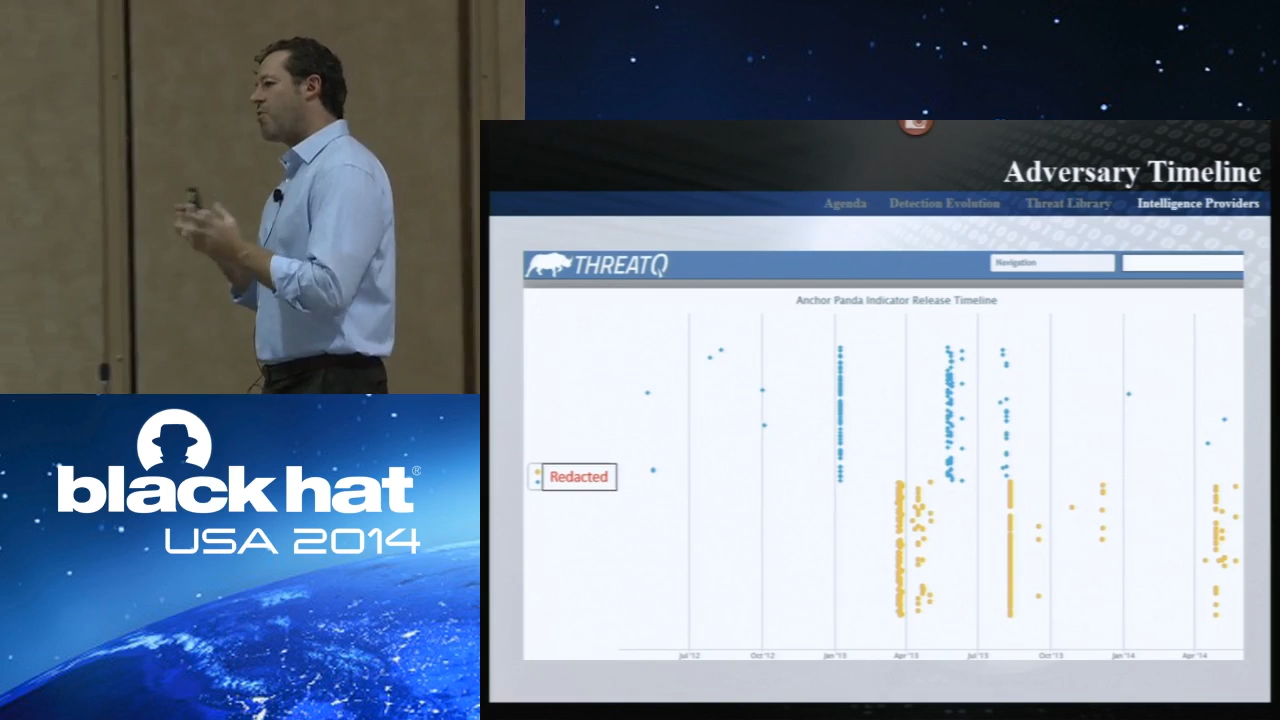 Adversary Timeline
Agenda Detection Evolution Threat Library Intelligence Providers
THREATQ
Navigation
Anchor Panda Indicator Release Timeline
Redacted
Jul '12 Oct '12 Jan '13 Apr '13 Jul '13 Oct '13 Jan '14 Apr '14
black hat®
USA 2014